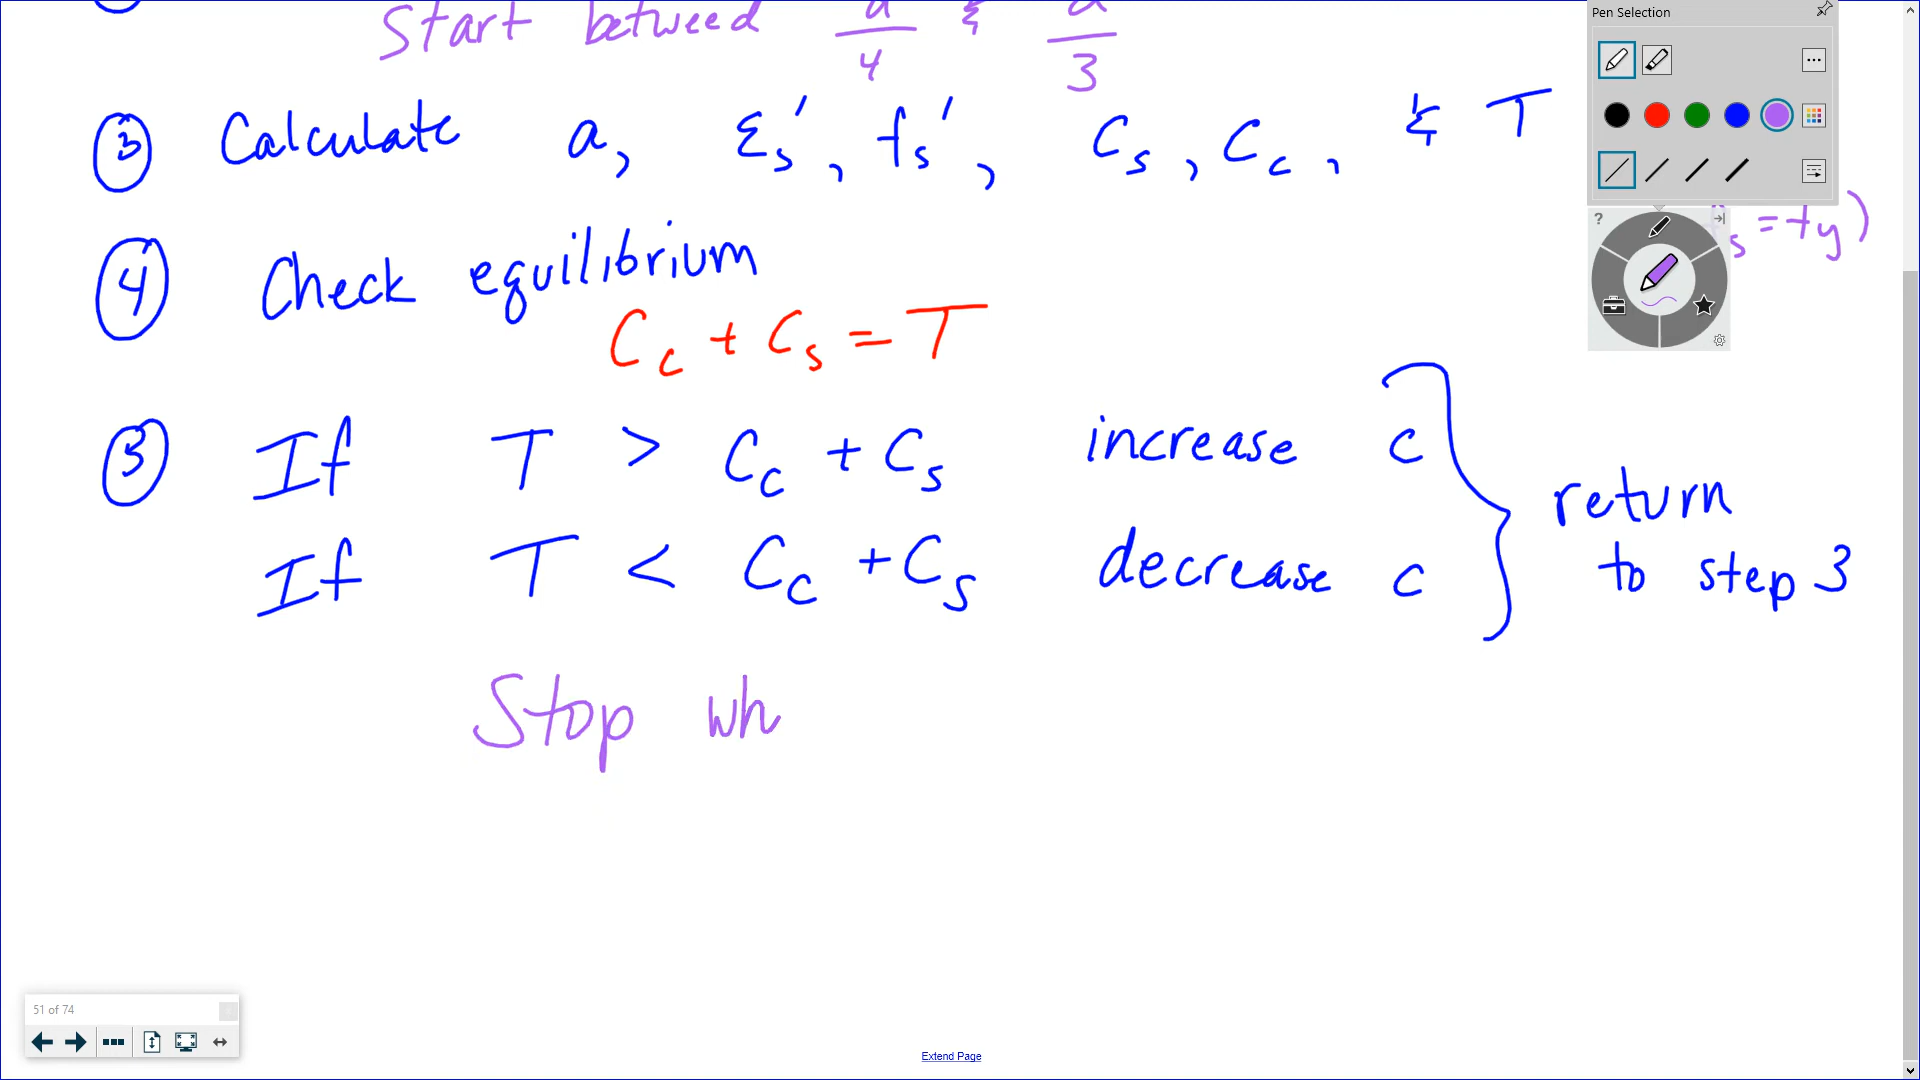 Start between d/4 & d/3
③ Calculate a, εs', fs', Cs, Cc, & T
s = fy)
④ Check equilibrium
Cc + Cs = T
⑤ If T > Cc + Cs increase c
If T < Cc + Cs decrease c
return
to step 3
Stop wh
Pen Selection
51 of 74
Extend Page